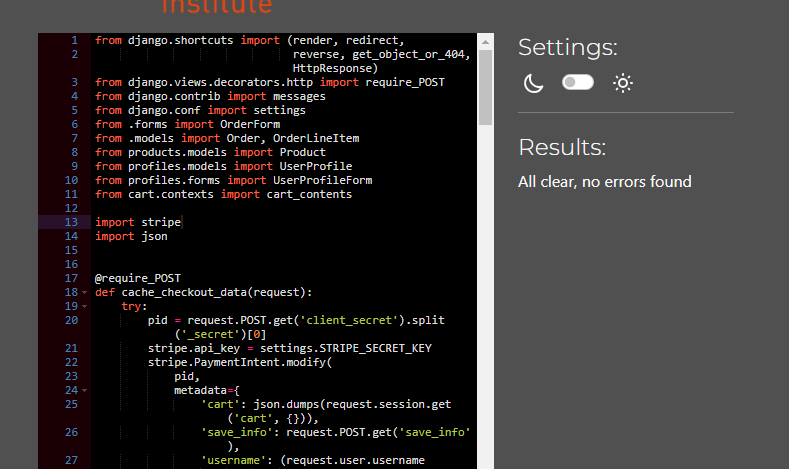 institute
Settings:
Results:
All clear, no errors found
1 from django.shortcuts import (render, redirect,
2 reverse, get_object_or_404,
HttpResponse)
3 from django.views.decorators.http import require_POST
4 from django.contrib import messages
5 from django.conf import settings
6 from .forms import OrderForm
7 from .models import Order, OrderLineItem
8 from products.models import Product
9 from profiles.models import UserProfile
10 from profiles.forms import UserProfileForm
11 from cart.contexts import cart_contents
12
13 import stripe
14 import json
15
16
17 @require_POST
18 def cache_checkout_data(request):
19 try:
20 pid = request.POST.get('client_secret').split
('_secret')[0]
21 stripe.api_key = settings.STRIPE_SECRET_KEY
22 stripe.PaymentIntent.modify(
23 pid,
24 metadata={
25 'cart': json.dumps(request.session.get
('cart', {})),
26 'save_info': request.POST.get('save_info'
),
27 'username': (request.user.username